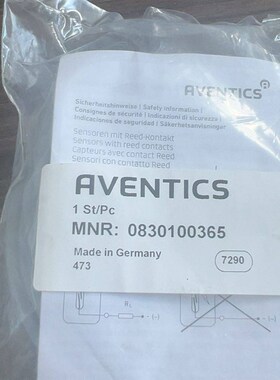 AVENTICS
Sicherheitshinweise | Safety information |
Consignes de sécurité | Indicazioni di sicurezza |
Indicaciones de seguridad | Säkerhetsanvisningar
Sensoren mit Reed-Kontakt
Sensors with reed contacts
Capteurs avec contact Reed
Sensori con contatto Reed
AVENTICS
1 St/Pc
MNR: 0830100365
Made in Germany
473
7290